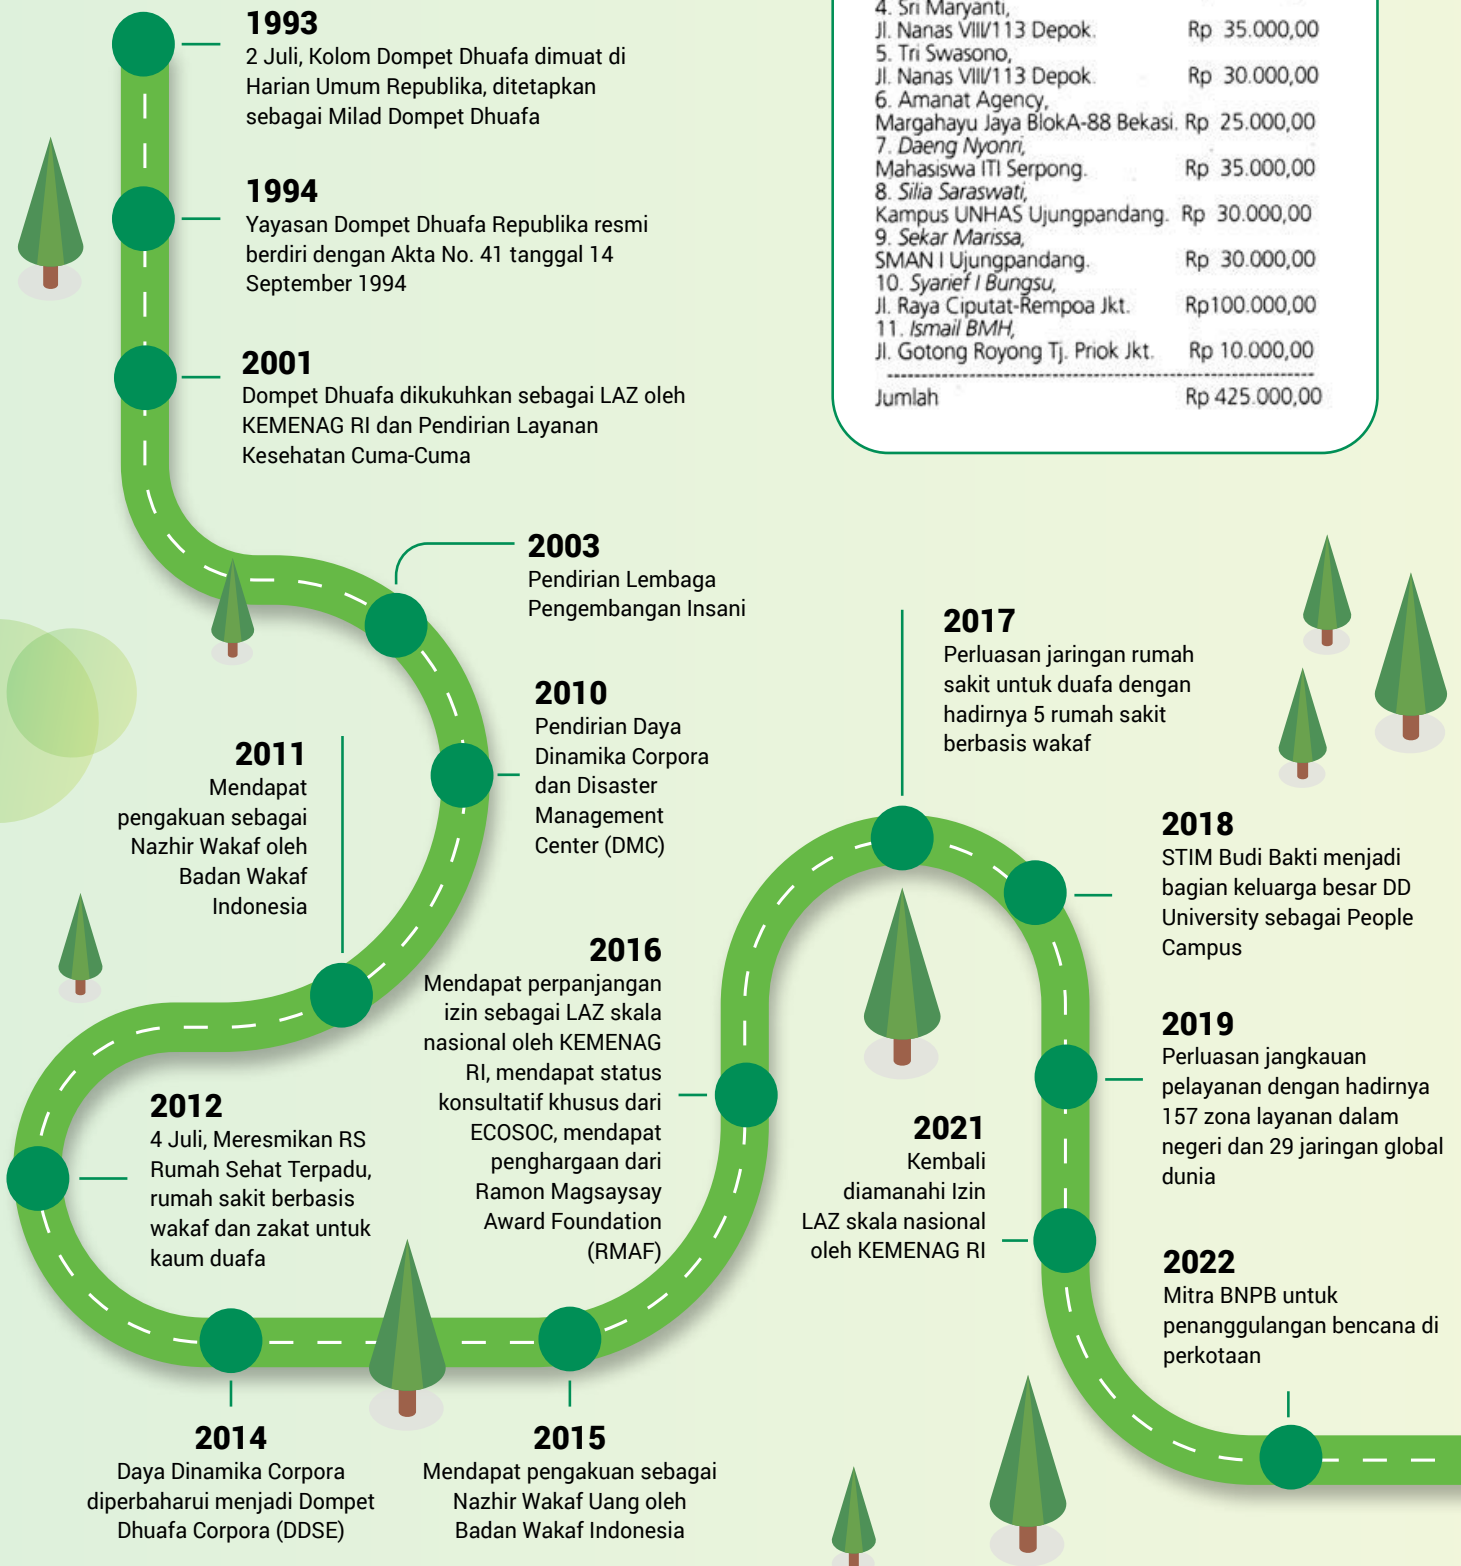 1993
2 Juli, Kolom Dompet Dhuafa dimuat di
Harian Umum Republika, ditetapkan
sebagai Milad Dompet Dhuafa
1994
Yayasan Dompet Dhuafa Republika resmi
berdiri dengan Akta No. 41 tanggal 14
September 1994
2001
Dompet Dhuafa dikukuhkan sebagai LAZ oleh
KEMENAG RI dan Pendirian Layanan
Kesehatan Cuma-Cuma
4. Sri Maryanti,
Jl. Nanas VIII/113 Depok. Rp 35.000,00
5. Tri Swasono,
Jl. Nanas VIII/113 Depok. Rp 30.000,00
6. Amanat Agency,
Margahayu Jaya BlokA-88 Bekasi. Rp 25.000,00
7. Daeng Nyonri,
Mahasiswa ITI Serpong. Rp 35.000,00
8. Silia Saraswati,
Kampus UNHAS Ujungpandang. Rp 30.000,00
9. Sekar Marissa,
SMAN I Ujungpandang. Rp 30.000,00
10. Syarief I Bungsu,
Jl. Raya Ciputat-Rempoa Jkt. Rp100.000,00
11. Ismail BMH,
Jl. Gotong Royong Tj. Priok Jkt. Rp 10.000,00
Jumlah Rp 425.000,00
2003
Pendirian Lembaga
Pengembangan Insani
2010
Pendirian Daya
Dinamika Corpora
dan Disaster
Management
Center (DMC)
2011
Mendapat
pengakuan sebagai
Nazhir Wakaf oleh
Badan Wakaf
Indonesia
2012
4 Juli, Meresmikan RS
Rumah Sehat Terpadu,
rumah sakit berbasis
wakaf dan zakat untuk
kaum duafa
2014
Daya Dinamika Corpora
diperbaharui menjadi Dompet
Dhuafa Corpora (DDSE)
2015
Mendapat pengakuan sebagai
Nazhir Wakaf Uang oleh
Badan Wakaf Indonesia
2016
Mendapat perpanjangan
izin sebagai LAZ skala
nasional oleh KEMENAG
RI, mendapat status
konsultatif khusus dari
ECOSOC, mendapat
penghargaan dari
Ramon Magsaysay
Award Foundation
(RMAF)
2017
Perluasan jaringan rumah
sakit untuk duafa dengan
hadirnya 5 rumah sakit
berbasis wakaf
2018
STIM Budi Bakti menjadi
bagian keluarga besar DD
University sebagai People
Campus
2019
Perluasan jangkauan
pelayanan dengan hadirnya
157 zona layanan dalam
negeri dan 29 jaringan global
dunia
2021
Kembali
diamanahi Izin
LAZ skala nasional
oleh KEMENAG RI
2022
Mitra BNPB untuk
penanggulangan bencana di
perkotaan